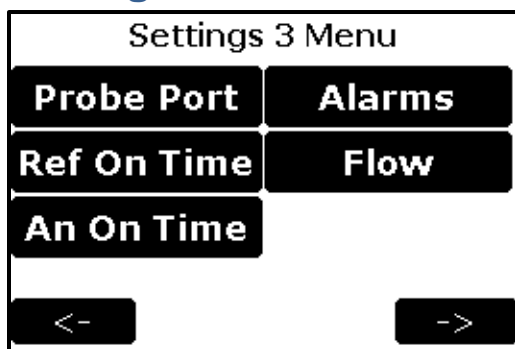 Settings 3 Menu
Probe Port Alarms
Ref On Time Flow
An On Time
<- ->